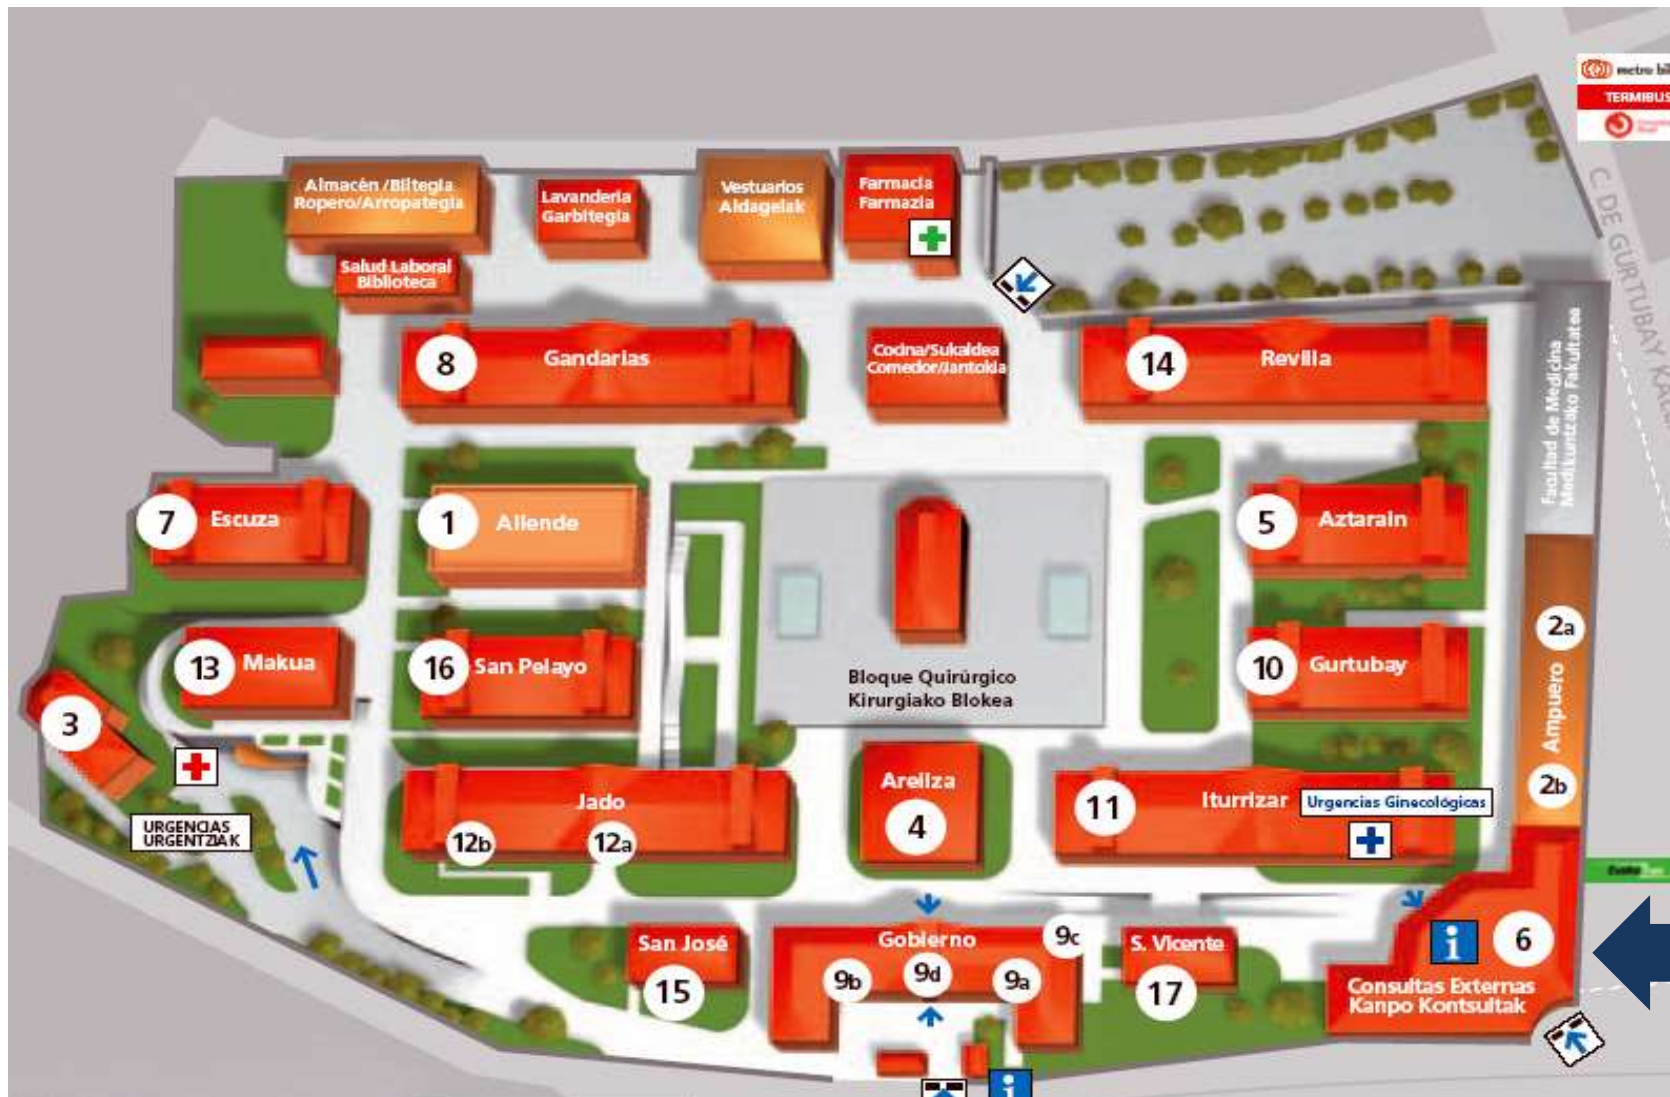 metro bil
TERMIBUS
C. DE GURTUBAY KALE
Almacén /Biltegia
Ropero/Arropategia
Lavandería
Garbitegia
Vestuarios
Aldagelak
Farmacia
Farmazia
Salud Laboral
Biblioteca
8
Gandarias
Cocina/Sukaldea
Comedor/Jantokia
14
Revilla
Facultad de Medicina
Medikuntzako Fakultatea
7
Escuza
1
Allende
5
Aztarain
2a
Ampuero
2b
13
Makua
16
San Pelayo
Bloque Quirúrgico
Kirurgiako Blokea
10
Gurtubay
3
URGENCIAS
URGENTZIAK
Jado
12b
12a
Areilza
4
11
Iturrizar
Urgencias Ginecológicas
San José
15
Gobierno
9b
9d
9a
9c
S. Vicente
17
i
6
Consultas Externas
Kanpo Kontsultak
i